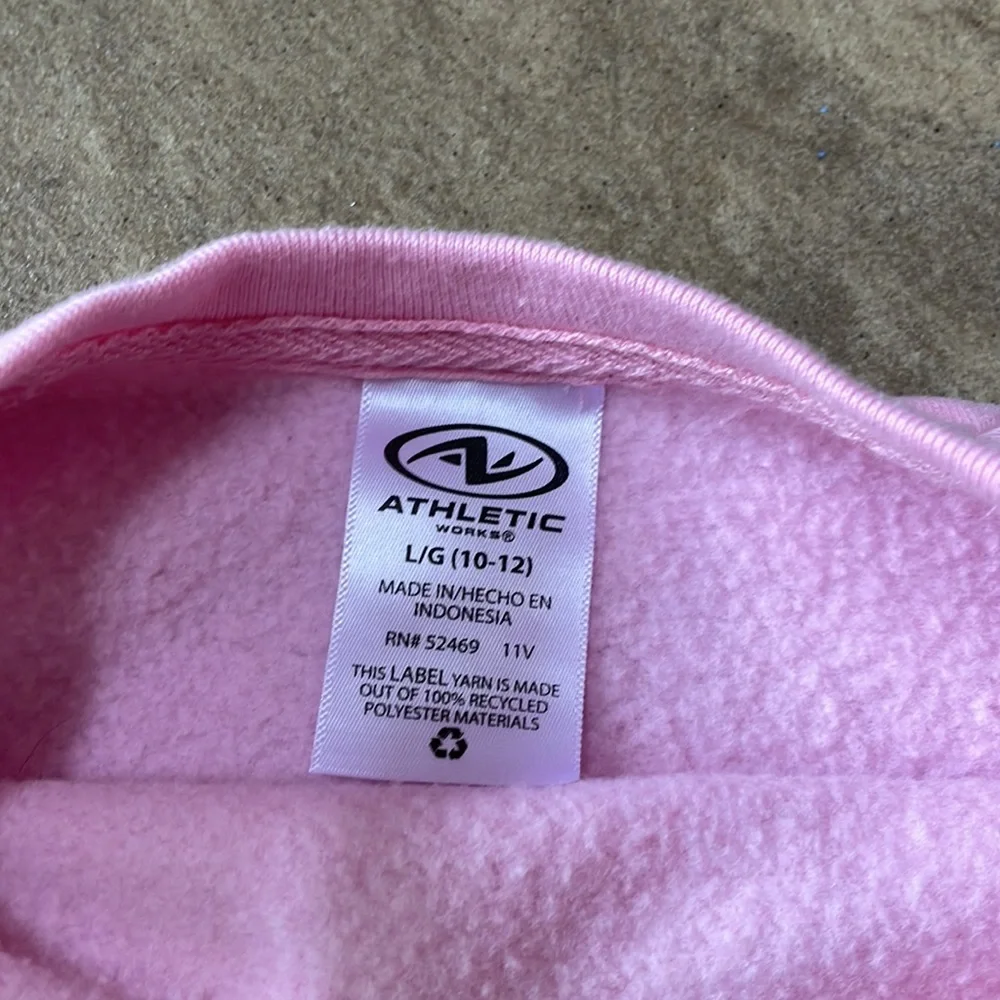 ATHLETIC
WORKS®
L/G (10-12)
MADE IN/HECHO EN
INDONESIA
RN# 52469 11V
THIS LABEL YARN IS MADE
OUT OF 100% RECYCLED
POLYESTER MATERIALS